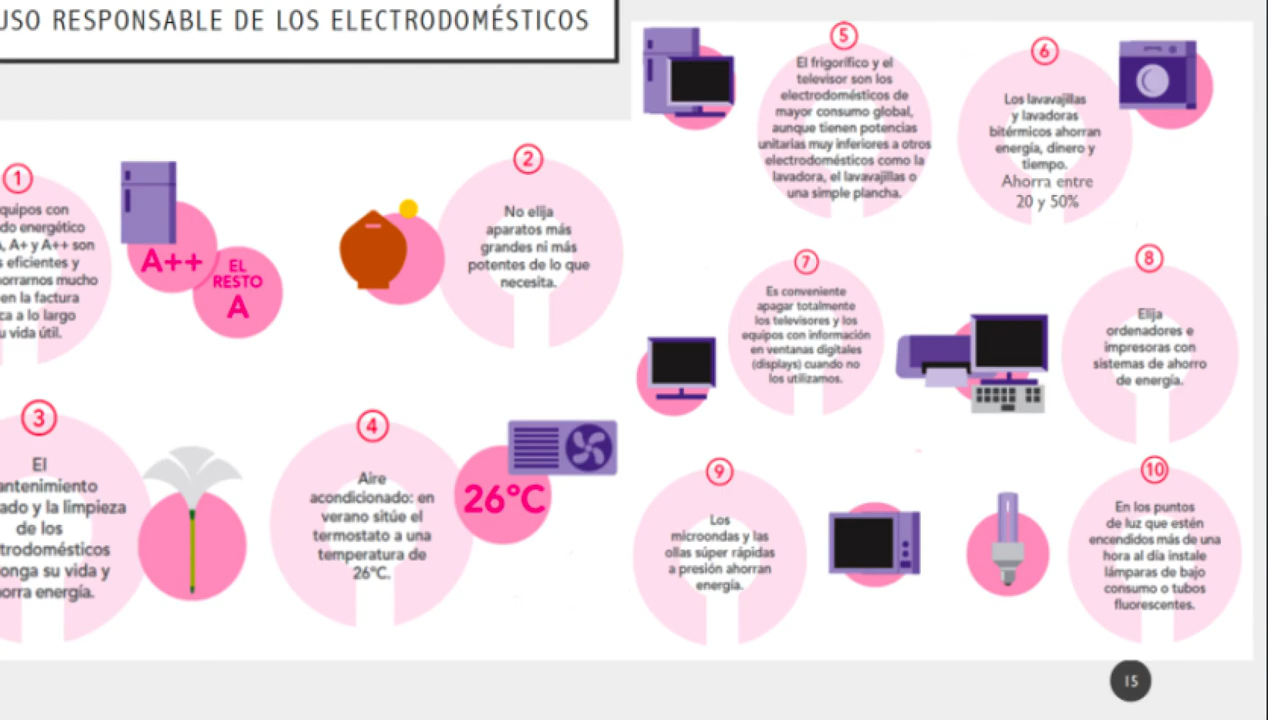 USO RESPONSABLE DE LOS ELECTRODOMÉSTICOS
1
quipos con
do energético
, A+ y A++ son
s eficientes y
orrarnos mucho
en la factura
ca a lo largo
u vida útil.
A++
EL
RESTO
A
2
No elija
aparatos más
grandes ni más
potentes de lo que
necesita.
3
El
antenimiento
ado y la limpieza
de los
trodomésticos
onga su vida y
orra energía.
4
Aire
acondicionado: en
verano sitúe el
termostato a una
temperatura de
26ºC.
26ºC
5
El frigorífico y el
televisor son los
electrodomésticos de
mayor consumo global,
aunque tienen potencias
unitarias muy inferiores a otros
electrodomésticos como la
lavadora, el lavavajillas o
una simple plancha.
6
Los lavavajillas
y lavadoras
bitérmicos ahorran
energía, dinero y
tiempo.
Ahorra entre
20 y 50%
7
Es conveniente
apagar totalmente
los televisores y los
equipos con información
en ventanas digitales
(displays) cuando no
los utilizamos.
8
Elija
ordenadores e
impresoras con
sistemas de ahorro
de energía.
9
Los
microondas y las
ollas súper rápidas
a presión ahorran
energía.
10
En los puntos
de luz que estén
encendidos más de una
hora al día instale
lámparas de bajo
consumo o tubos
fluorescentes.
15